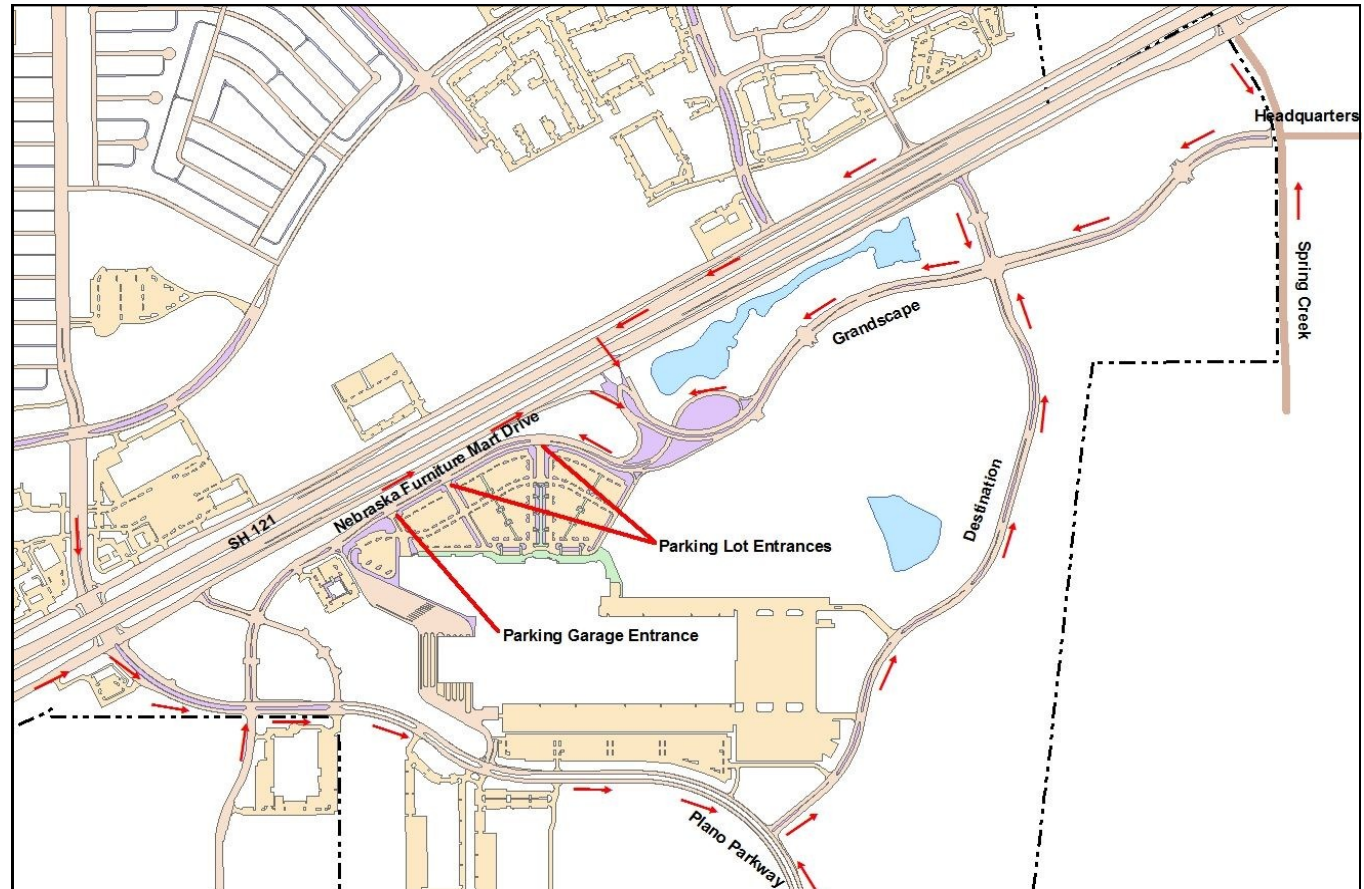 Headquarters
Spring Creek
Grandscape
Nebraska Furniture Mart Drive
SH 121
Destination
Parking Lot Entrances
Parking Garage Entrance
Plano Parkway